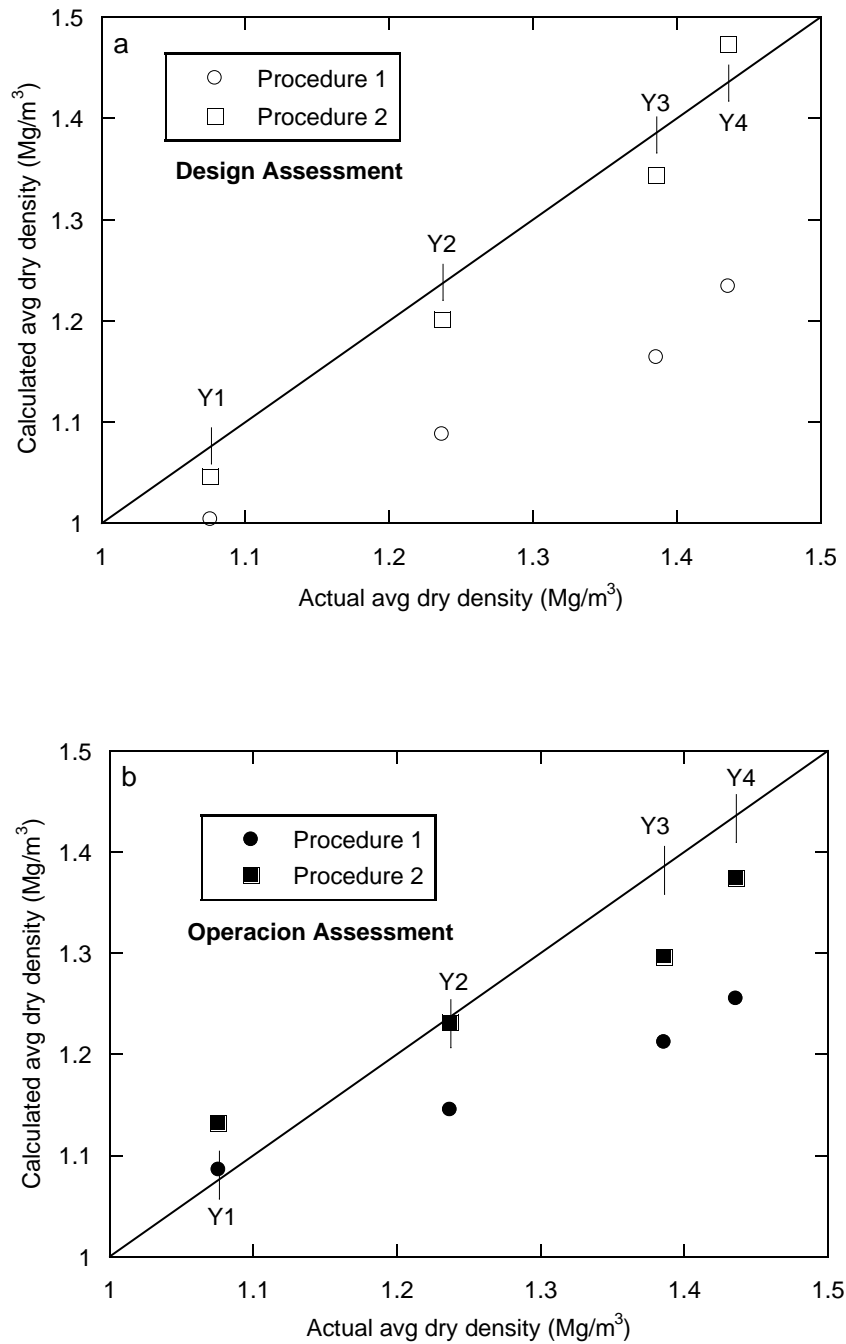 a
Procedure 1
Procedure 2
Design Assessment
Y1
Y2
Y3
Y4
1.5
1.4
1.3
1.2
1.1
1
1 1.1 1.2 1.3 1.4 1.5
Calculated avg dry density (Mg/m³)
Actual avg dry density (Mg/m³)
b
Procedure 1
Procedure 2
Operacion Assessment
Y1
Y2
Y3
Y4
1.5
1.4
1.3
1.2
1.1
1
1 1.1 1.2 1.3 1.4 1.5
Calculated avg dry density (Mg/m³)
Actual avg dry density (Mg/m³)